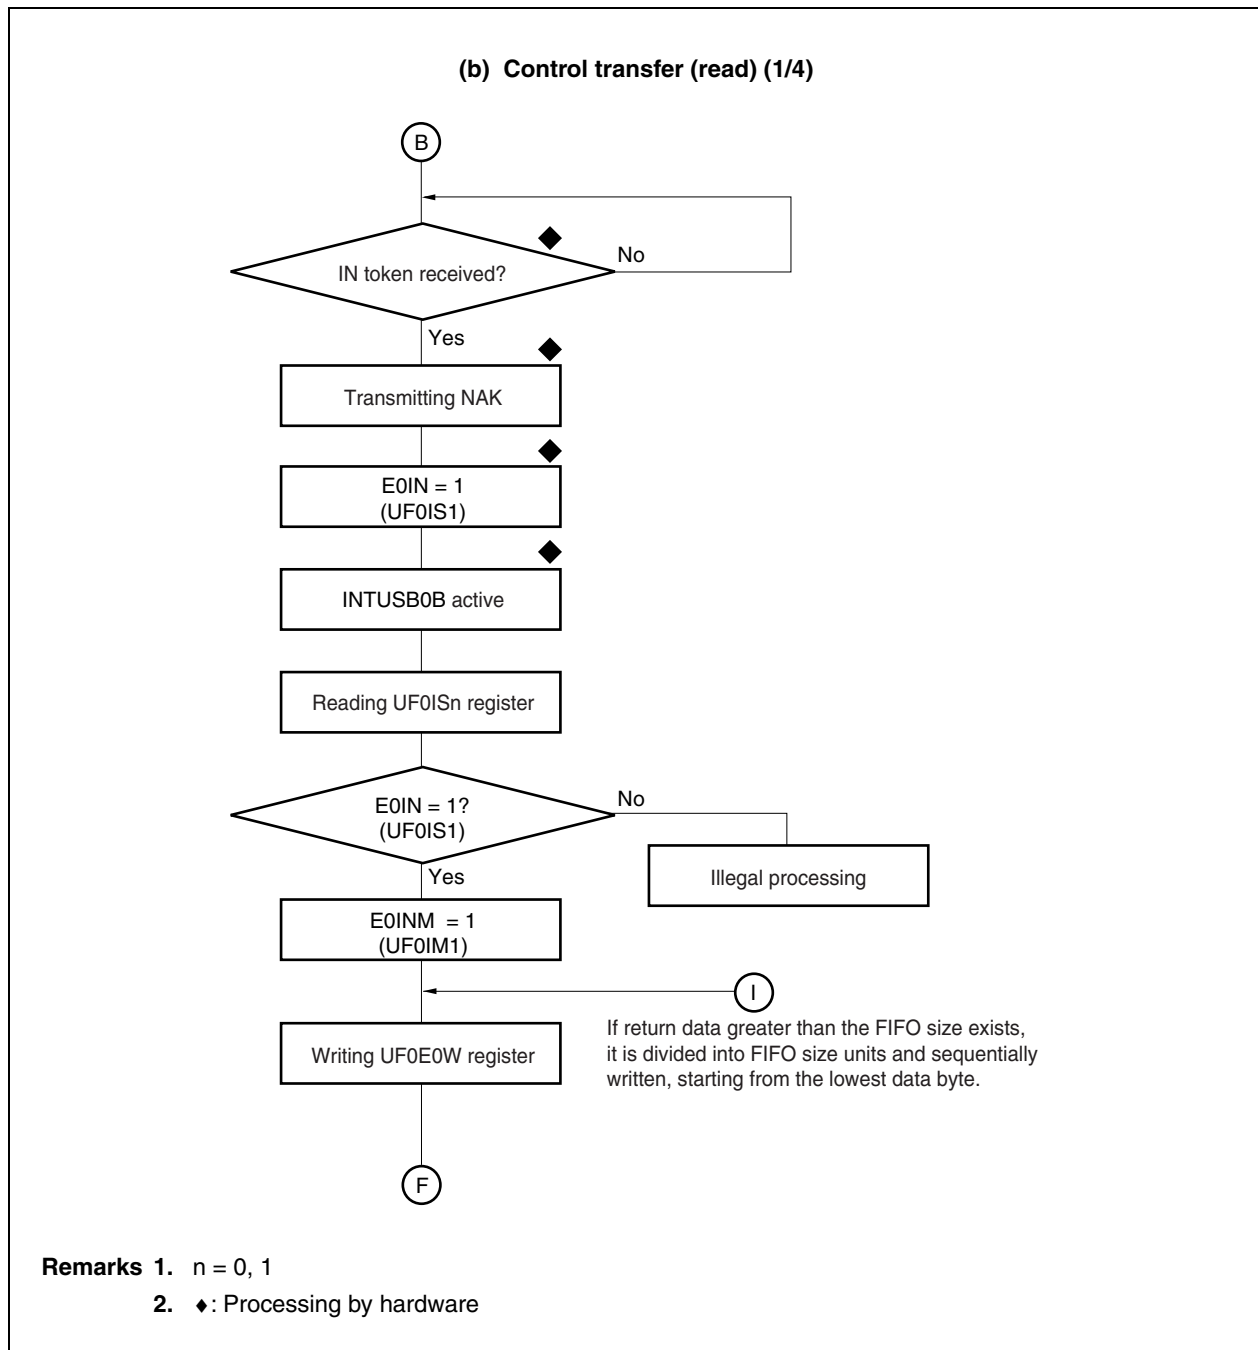 (b) Control transfer (read) (1/4)
B
IN token received?
No
Yes
Transmitting NAK
E0IN = 1
(UF0IS1)
INTUSB0B active
Reading UF0ISn register
E0IN = 1?
(UF0IS1)
No
Illegal processing
Yes
E0INM = 1
(UF0IM1)
I
If return data greater than the FIFO size exists,
it is divided into FIFO size units and sequentially
written, starting from the lowest data byte.
Writing UF0E0W register
F
Remarks 1. n = 0, 1
2. ♦: Processing by hardware